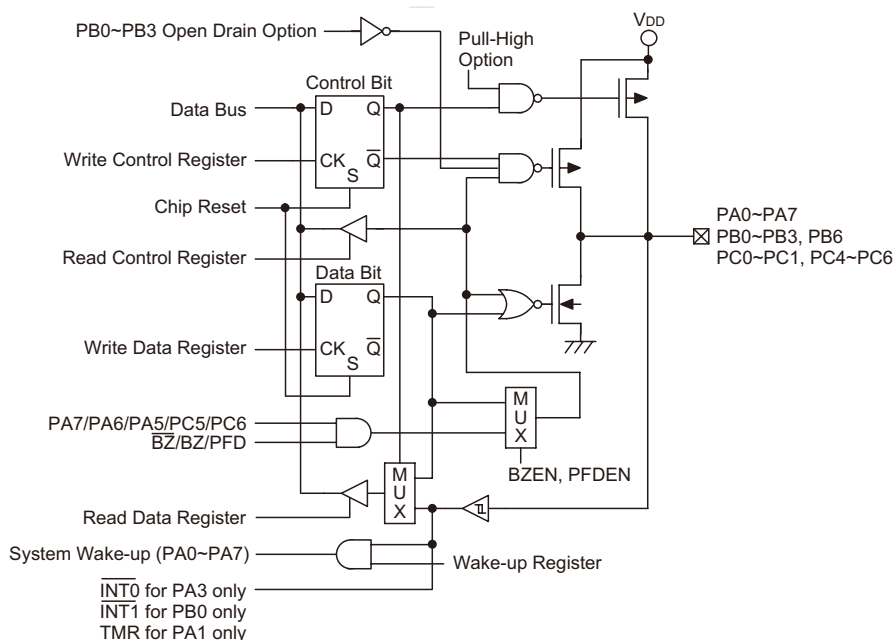 PB0~PB3 Open Drain Option
VDD
Pull-High
Option
Control Bit
Data Bus
D Q
Write Control Register
CK Q̅
S
Chip Reset
PA0~PA7
PB0~PB3, PB6
PC0~PC1, PC4~PC6
Read Control Register
Data Bit
D Q
Write Data Register
CK Q̅
S
M
U
X
PA7/PA6/PA5/PC5/PC6
B̅Z̅/BZ/PFD
BZEN, PFDEN
M
U
X
Read Data Register
System Wake-up (PA0~PA7)
Wake-up Register
I̅N̅T̅0̅ for PA3 only
I̅N̅T̅1̅ for PB0 only
TMR for PA1 only